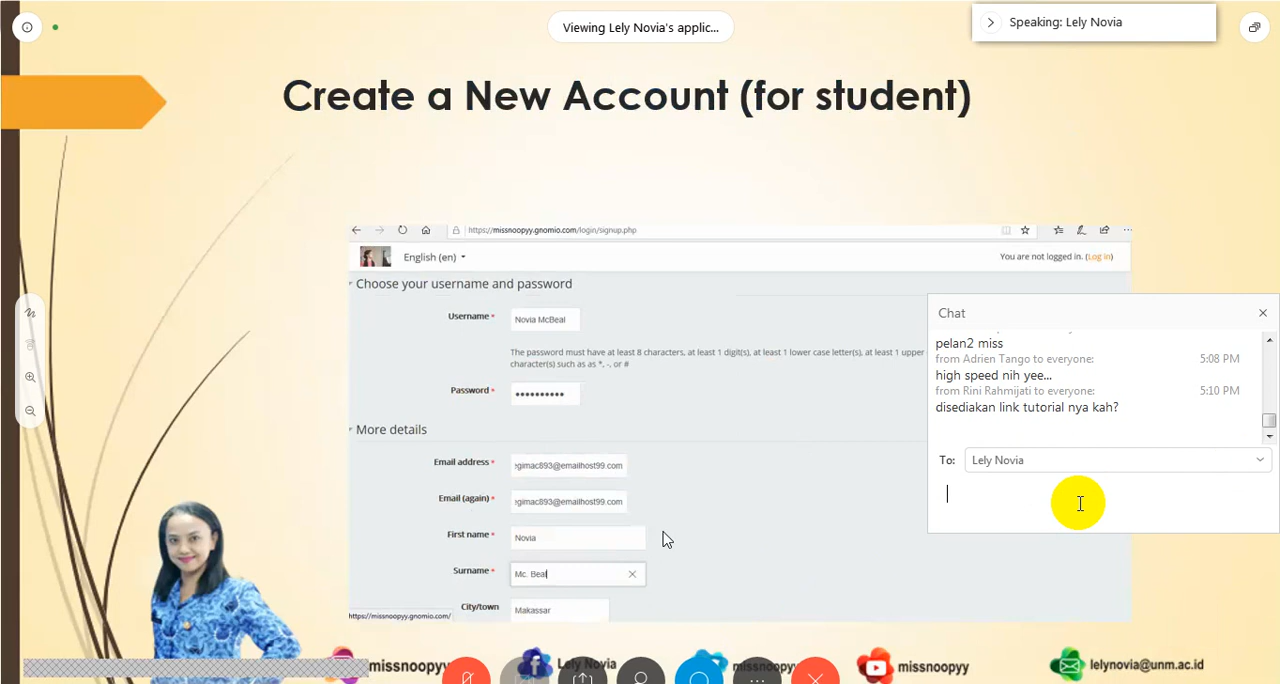 Viewing Lely Novia's applic...
Speaking: Lely Novia
Create a New Account (for student)
https://missnoopyy.gnomio.com/login/signup.php
English (en)
You are not logged in. (Log in)
Choose your username and password
Username
Novia McBeal
The password must have at least 8 characters, at least 1 digit(s), at least 1 lower case letter(s), at least 1 upper
character(s) such as as *, -, or #
Password
More details
Email address
egimac893@emailhost99.com
Email (again)
egimac893@emailhost99.com
First name
Novia
Surname
Mc. Beal
City/town
Makassar
https://missnoopyy.gnomio.com/
Chat
pelan2 miss
from Adrien Tango to everyone:
5:08 PM
high speed nih yee...
from Rini Rahmijati to everyone:
5:10 PM
disediakan link tutorial nya kah?
To:
Lely Novia
missnoopyy
Lely Novia
missnoopyy
missnoopyy
lelynovia@unm.ac.id